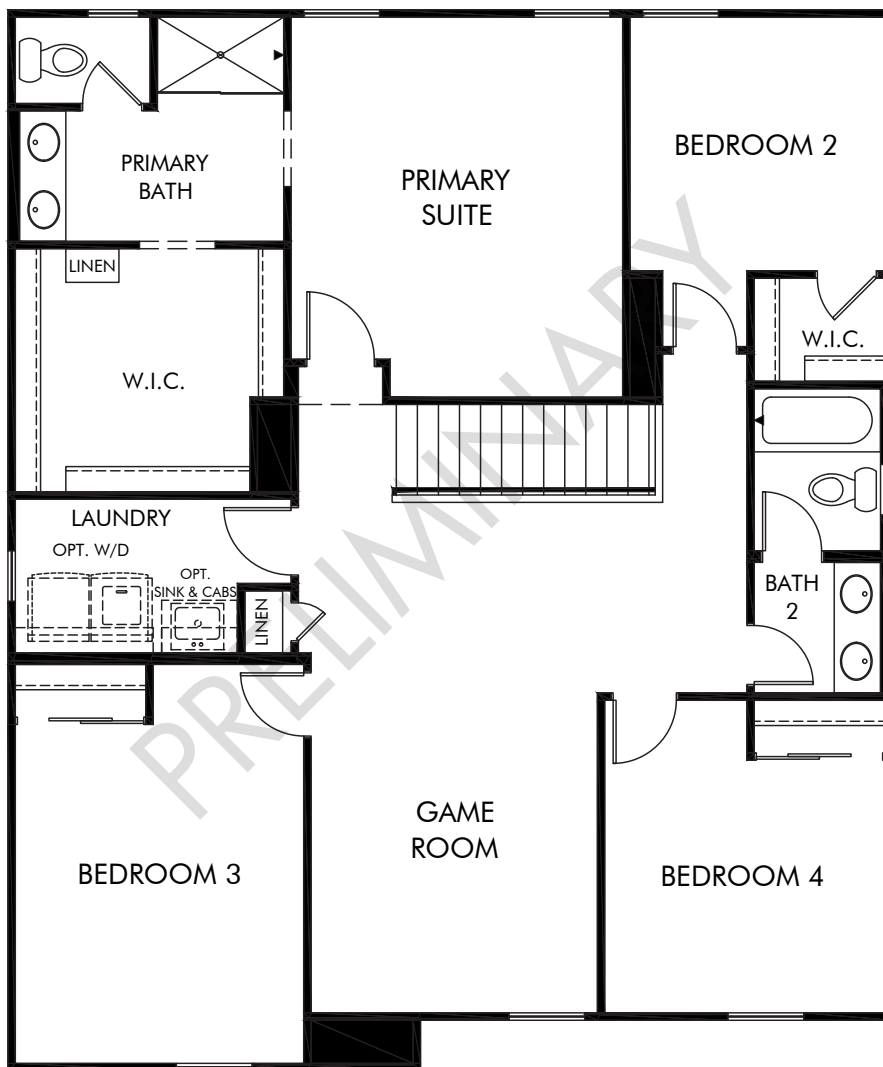 PRIMARY
BATH
PRIMARY
SUITE
BEDROOM 2
LINEN
W.I.C.
W.I.C.
LAUNDRY
OPT. W/D
OPT.
SINK & CABS
LINEN
BATH
2
GAME
ROOM
BEDROOM 3
BEDROOM 4
PRELIMINARY